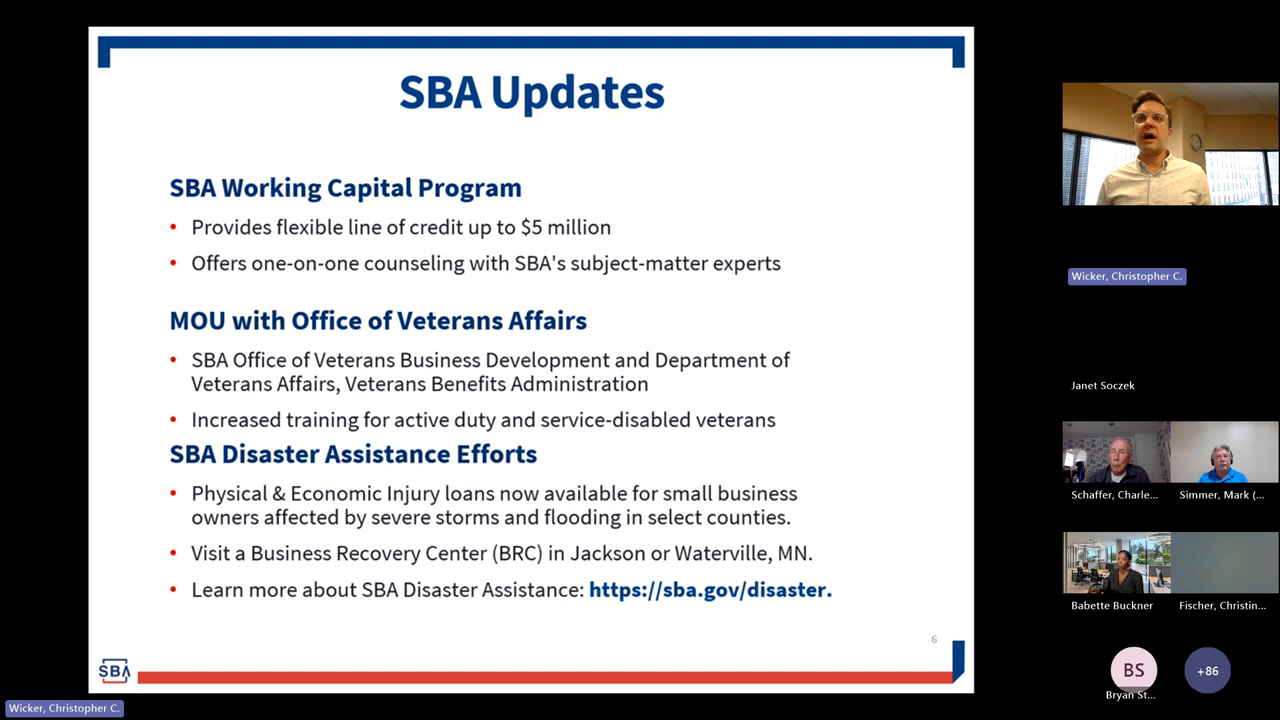 SBA Updates
SBA Working Capital Program
• Provides flexible line of credit up to $5 million
• Offers one-on-one counseling with SBA's subject-matter experts
MOU with Office of Veterans Affairs
• SBA Office of Veterans Business Development and Department of
Veterans Affairs, Veterans Benefits Administration
• Increased training for active duty and service-disabled veterans
SBA Disaster Assistance Efforts
• Physical & Economic Injury loans now available for small business
owners affected by severe storms and flooding in select counties.
• Visit a Business Recovery Center (BRC) in Jackson or Waterville, MN.
• Learn more about SBA Disaster Assistance: https://sba.gov/disaster.
6
SBA
Wicker, Christopher C.
Wicker, Christopher C.
Janet Soczek
Schaffer, Charle...
Simmer, Mark (...
Babette Buckner
Fischer, Christin...
BS
+86
Bryan St...